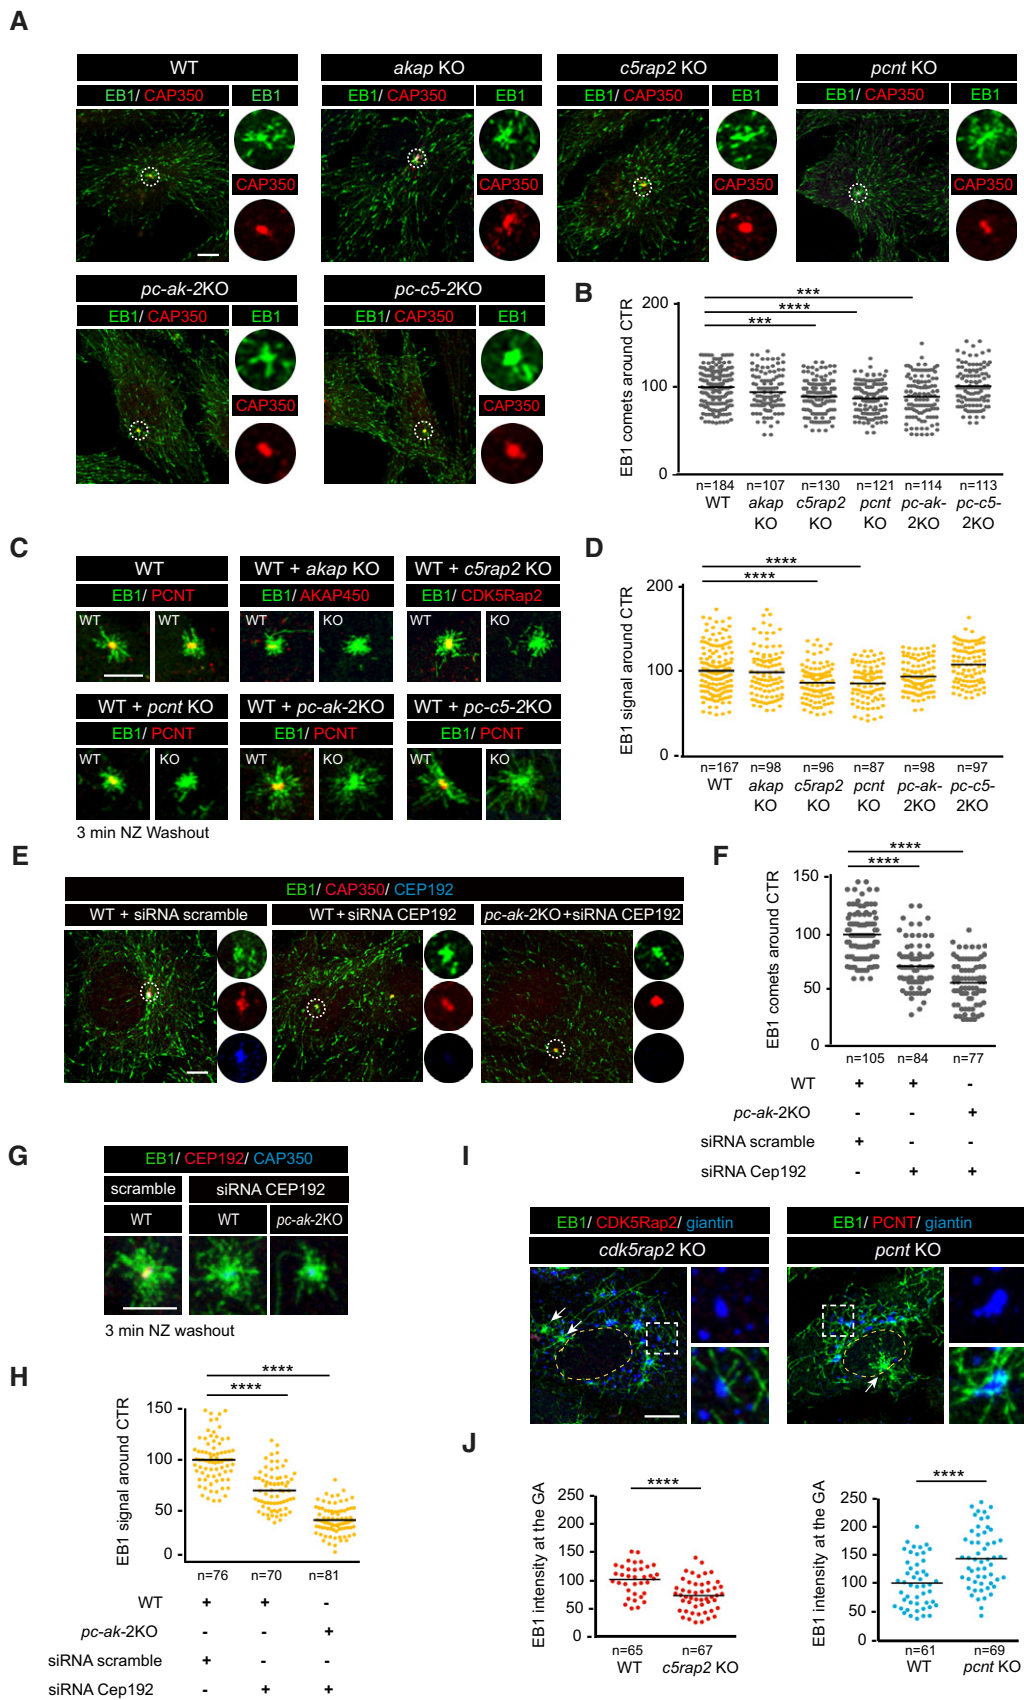 A
WT
akap KO
c5rap2 KO
pcnt KO
EB1/ CAP350
EB1
EB1/ CAP350
EB1
EB1/ CAP350
EB1
EB1/ CAP350
EB1
CAP350
CAP350
CAP350
CAP350
pc-ak-2KO
pc-c5-2KO
EB1/ CAP350
EB1
EB1/ CAP350
EB1
CAP350
CAP350
B
EB1 comets around CTR
200
100
0
***
****
***
n=184
n=107
n=130
n=121
n=114
n=113
WT
akap KO
c5rap2 KO
pcnt KO
pc-ak-2KO
pc-c5-2KO
C
WT
WT + akap KO
WT + c5rap2 KO
EB1/ PCNT
EB1/ AKAP450
EB1/ CDK5Rap2
WT
WT
WT
KO
WT
KO
WT + pcnt KO
WT + pc-ak-2KO
WT + pc-c5-2KO
EB1/ PCNT
EB1/ PCNT
EB1/ PCNT
WT
KO
WT
KO
WT
KO
3 min NZ Washout
D
EB1 signal around CTR
200
100
0
****
****
n=167
n=98
n=96
n=87
n=98
n=97
WT
akap KO
c5rap2 KO
pcnt KO
pc-ak-2KO
pc-c5-2KO
E
EB1/ CAP350/ CEP192
WT + siRNA scramble
WT + siRNA CEP192
pc-ak-2KO+siRNA CEP192
F
EB1 comets around CTR
150
100
50
0
****
****
n=105
n=84
n=77
WT + + -
pc-ak-2KO - - +
siRNA scramble + - -
siRNA Cep192 - + +
G
EB1/ CEP192/ CAP350
scramble
siRNA CEP192
WT
WT
pc-ak-2KO
3 min NZ washout
H
EB1 signal around CTR
150
100
50
0
****
****
n=76
n=70
n=81
WT + + -
pc-ak-2KO - - +
siRNA scramble + - -
siRNA Cep192 - + +
I
EB1/ CDK5Rap2/ giantin
EB1/ PCNT/ giantin
cdk5rap2 KO
pcnt KO
J
EB1 intensity at the GA
250
200
150
100
50
0
****
n=65
n=67
WT
c5rap2 KO
EB1 intensity at the GA
250
200
150
100
50
0
****
n=61
n=69
WT
pcnt KO